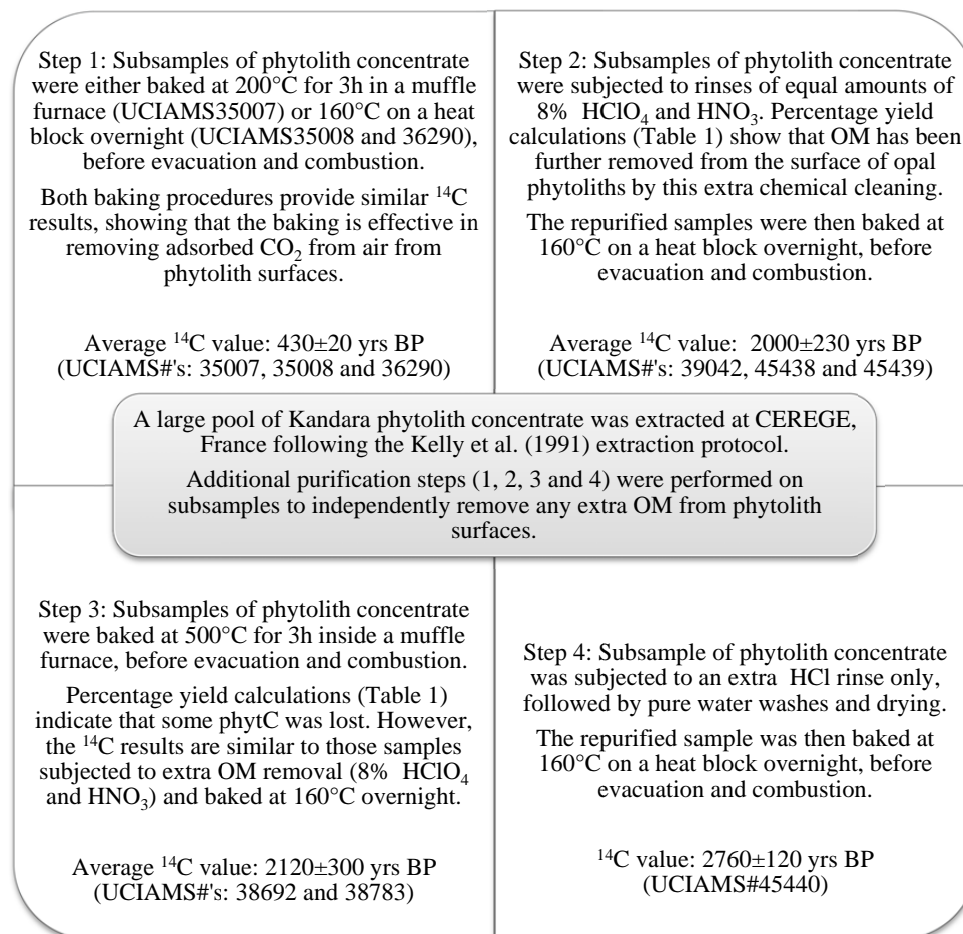 Step 1: Subsamples of phytolith concentrate
were either baked at 200°C for 3h in a muffle
furnace (UCIAMS35007) or 160°C on a heat
block overnight (UCIAMS35008 and 36290),
before evacuation and combustion.
Both baking procedures provide similar ¹⁴C
results, showing that the baking is effective in
removing adsorbed CO₂ from air from
phytolith surfaces.
Average ¹⁴C value: 430±20 yrs BP
(UCIAMS#'s: 35007, 35008 and 36290)
Step 2: Subsamples of phytolith concentrate
were subjected to rinses of equal amounts of
8% HClO₄ and HNO₃. Percentage yield
calculations (Table 1) show that OM has been
further removed from the surface of opal
phytoliths by this extra chemical cleaning.
The repurified samples were then baked at
160°C on a heat block overnight, before
evacuation and combustion.
Average ¹⁴C value: 2000±230 yrs BP
(UCIAMS#'s: 39042, 45438 and 45439)
A large pool of Kandara phytolith concentrate was extracted at CEREGE,
France following the Kelly et al. (1991) extraction protocol.
Additional purification steps (1, 2, 3 and 4) were performed on
subsamples to independently remove any extra OM from phytolith
surfaces.
Step 3: Subsamples of phytolith concentrate
were baked at 500°C for 3h inside a muffle
furnace, before evacuation and combustion.
Percentage yield calculations (Table 1)
indicate that some phytC was lost. However,
the ¹⁴C results are similar to those samples
subjected to extra OM removal (8% HClO₄
and HNO₃) and baked at 160°C overnight.
Average ¹⁴C value: 2120±300 yrs BP
(UCIAMS#'s: 38692 and 38783)
Step 4: Subsample of phytolith concentrate
was subjected to an extra HCl rinse only,
followed by pure water washes and drying.
The repurified sample was then baked at
160°C on a heat block overnight, before
evacuation and combustion.
¹⁴C value: 2760±120 yrs BP
(UCIAMS#45440)